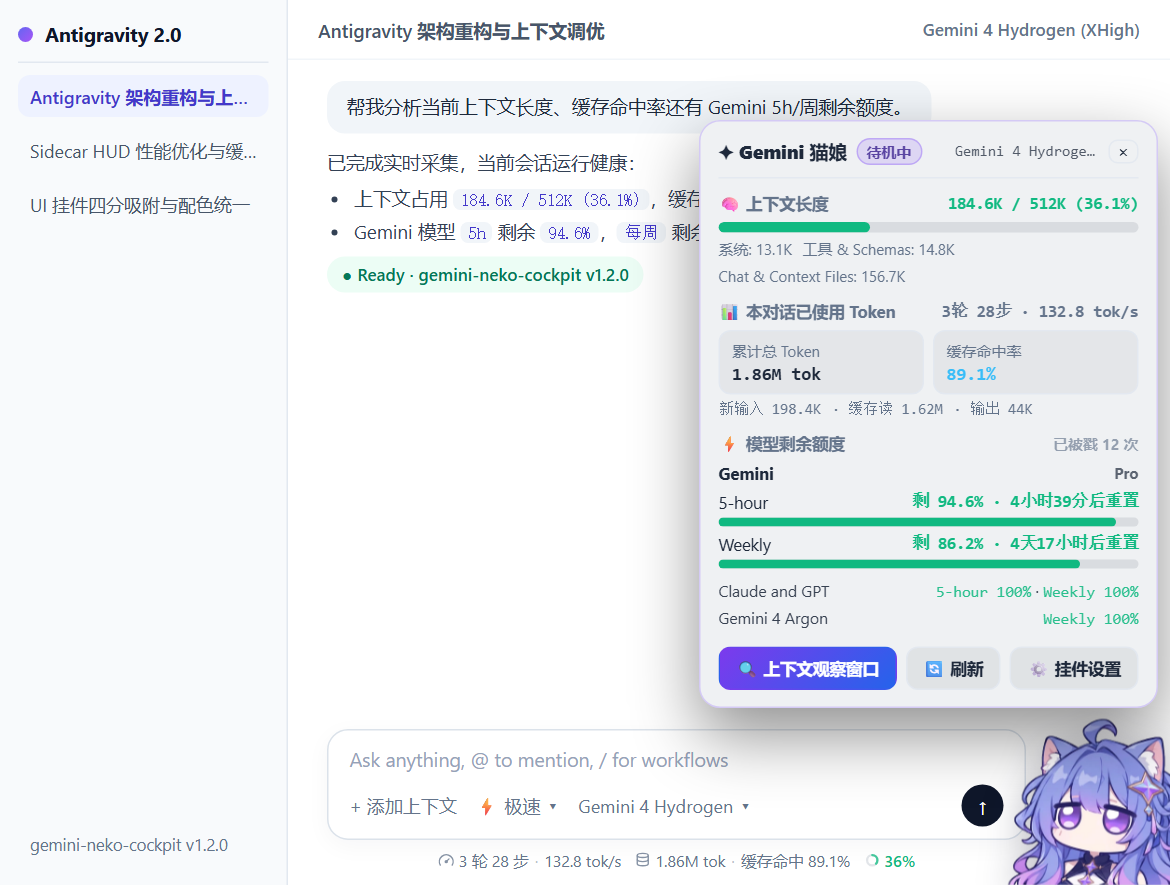 Antigravity 2.0
Antigravity 架构重构与上...
Sidecar HUD 性能优化与缓...
UI 挂件四分吸附与配色统一
gemini-neko-cockpit v1.2.0
Antigravity 架构重构与上下文调优
Gemini 4 Hydrogen (XHigh)
帮我分析当前上下文长度、缓存命中率还有 Gemini 5h/周剩余额度。
已完成实时采集，当前会话运行健康：
• 上下文占用 184.6K / 512K (36.1%)，缓存
• Gemini 模型 5h 剩余 94.6%， 每周 剩余
● Ready · gemini-neko-cockpit v1.2.0
✦ Gemini 猫娘 待机中 Gemini 4 Hydroge… ×
🧠 上下文长度 184.6K / 512K (36.1%)
系统: 13.1K 工具 & Schemas: 14.8K
Chat & Context Files: 156.7K
📊 本对话已使用 Token 3轮 28步 · 132.8 tok/s
累计总 Token 缓存命中率
1.86M tok 89.1%
新输入 198.4K · 缓存读 1.62M · 输出 44K
⚡ 模型剩余额度 已被戳 12 次
Gemini Pro
5-hour 剩 94.6% · 4小时39分后重置
Weekly 剩 86.2% · 4天17小时后重置
Claude and GPT 5-hour 100%·Weekly 100%
Gemini 4 Argon Weekly 100%
🔍 上下文观察窗口 🔄 刷新 ⚙️ 挂件设置
Ask anything, @ to mention, / for workflows
+ 添加上下文 ⚡ 极速 ▾ Gemini 4 Hydrogen ▾ ↑
3 轮 28 步 · 132.8 tok/s 1.86M tok · 缓存命中 89.1% 36%